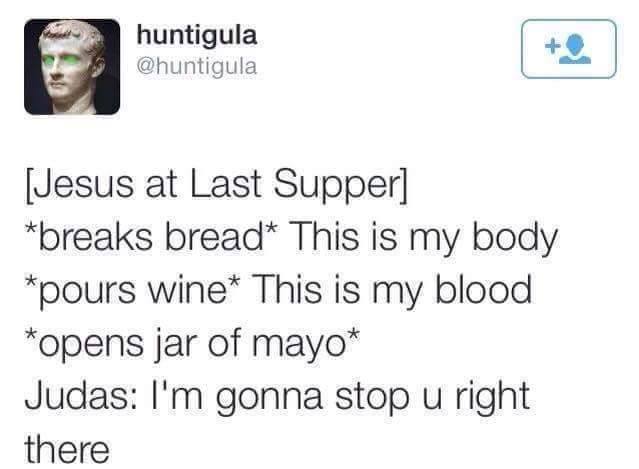 huntigula
@huntigula
[Jesus at Last Supper]
*breaks bread* This is my body
*pours wine* This is my blood
*opens jar of mayo*
Judas: I'm gonna stop u right
there